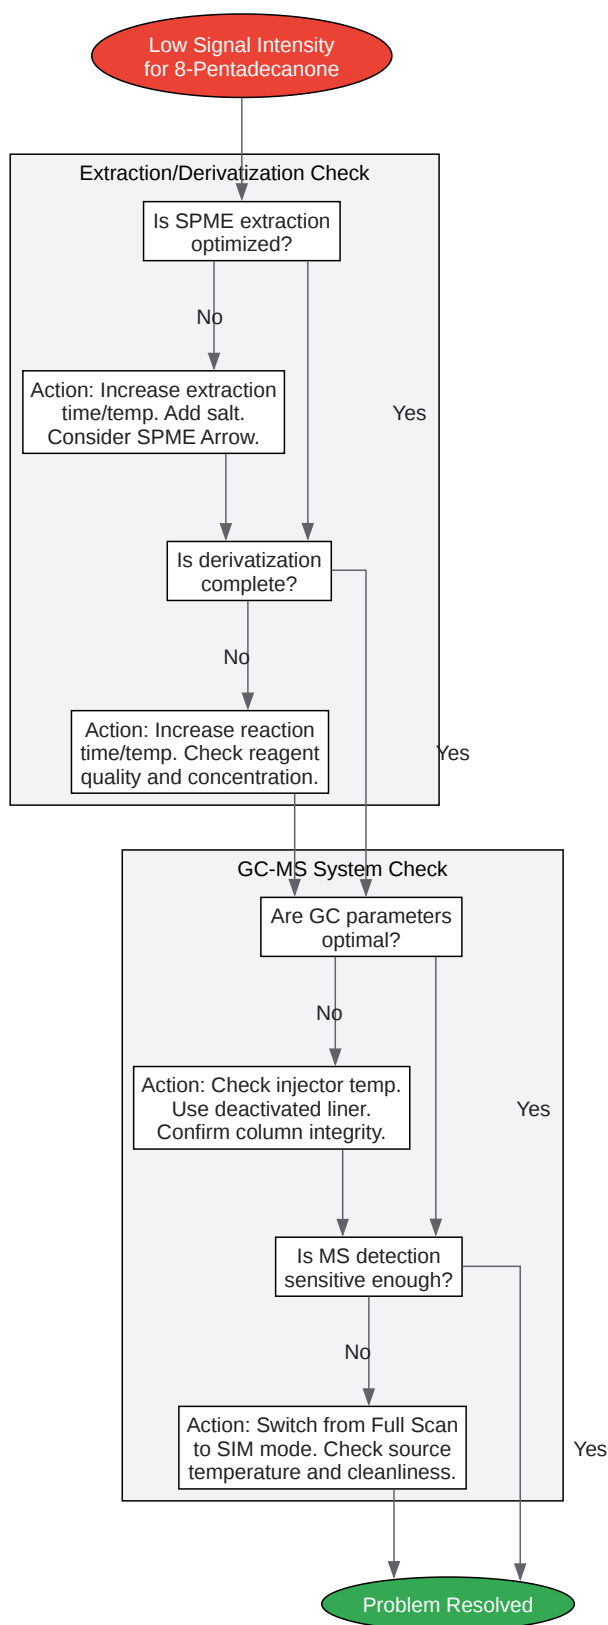 Low Signal Intensity
for 8-Pentadecanone
Extraction/Derivatization Check
Is SPME extraction
optimized?
No
Action: Increase extraction
time/temp. Add salt.
Consider SPME Arrow.
Yes
Is derivatization
complete?
No
Action: Increase reaction
time/temp. Check reagent
quality and concentration.
Yes
GC-MS System Check
Are GC parameters
optimal?
No
Action: Check injector temp.
Use deactivated liner.
Confirm column integrity.
Yes
Is MS detection
sensitive enough?
No
Action: Switch from Full Scan
to SIM mode. Check source
temperature and cleanliness.
Yes
Problem Resolved